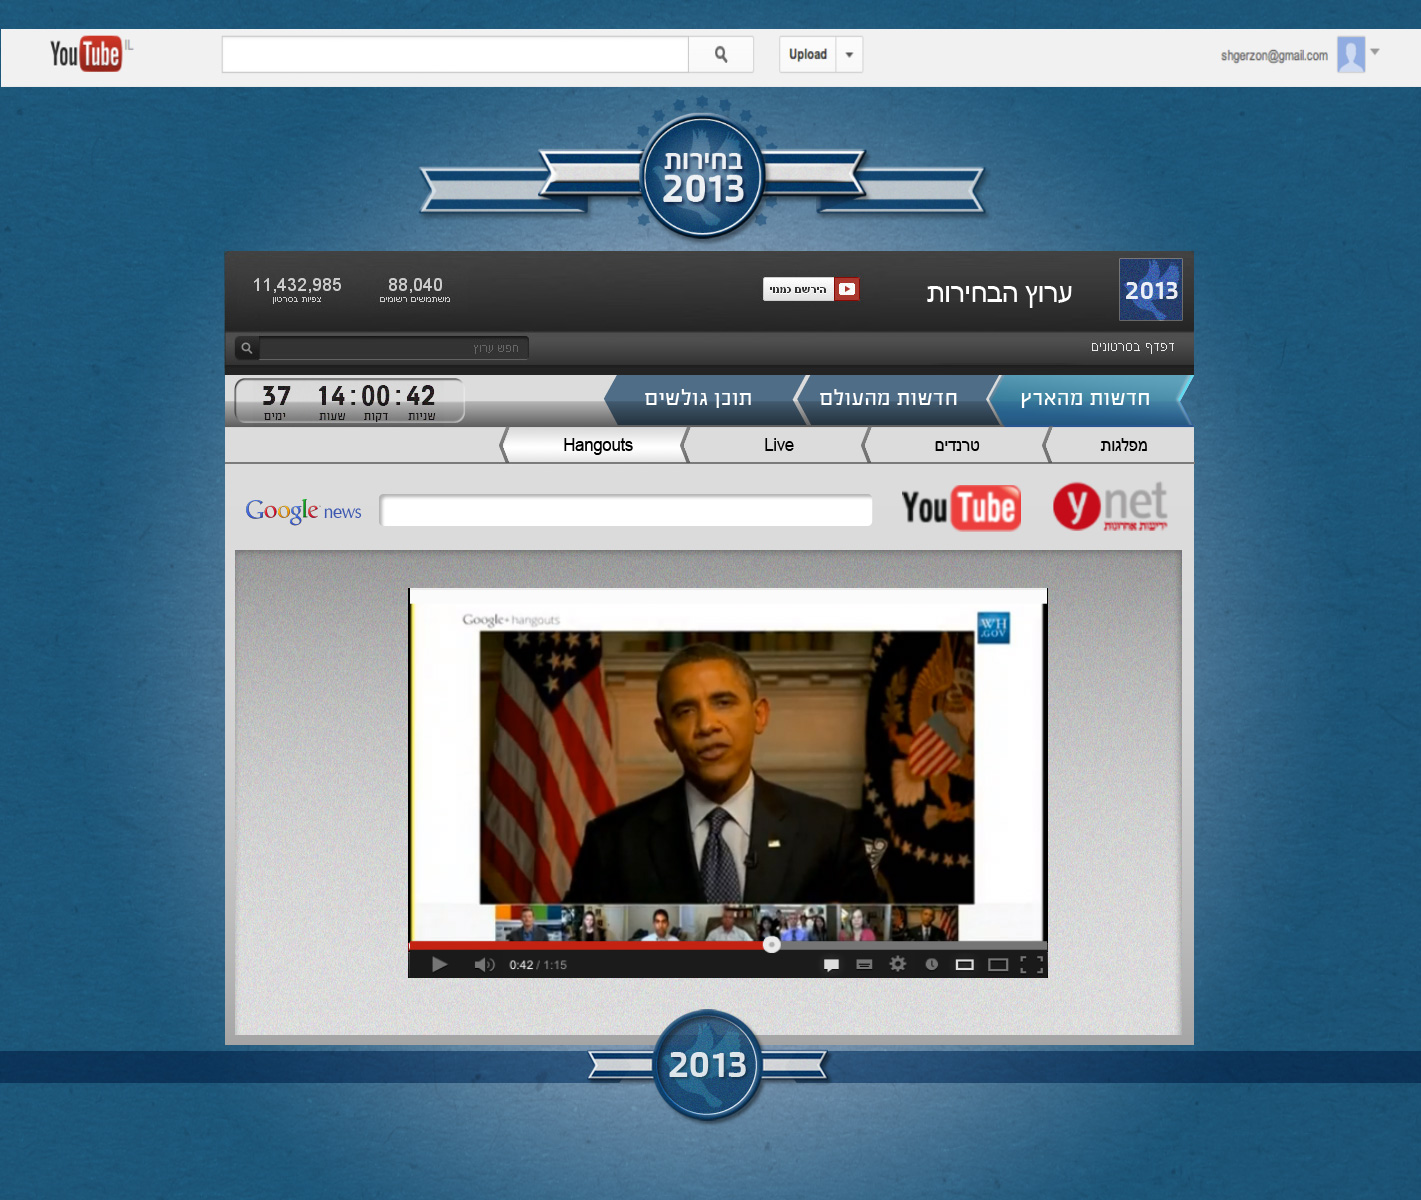 YouTube IL
Upload
shgerzon@gmail.com
בחירות
2013
2013
ערוץ הבחירות
הירשם כמנוי
88,040
משתמשים רשומים
11,432,985
צפיות בסרטון
דפדף בסרטונים
חפש ערוץ
חדשות מהארץ
חדשות מהעולם
תוכן גולשים
37 14:00:42
ימים שעות דקות שניות
מפלגות
טרנדים
Live
Hangouts
ynet
ידיעות אחרונות
YouTube
Google news
Google+ hangouts
WH
.GOV
0:42 / 1:15
2013